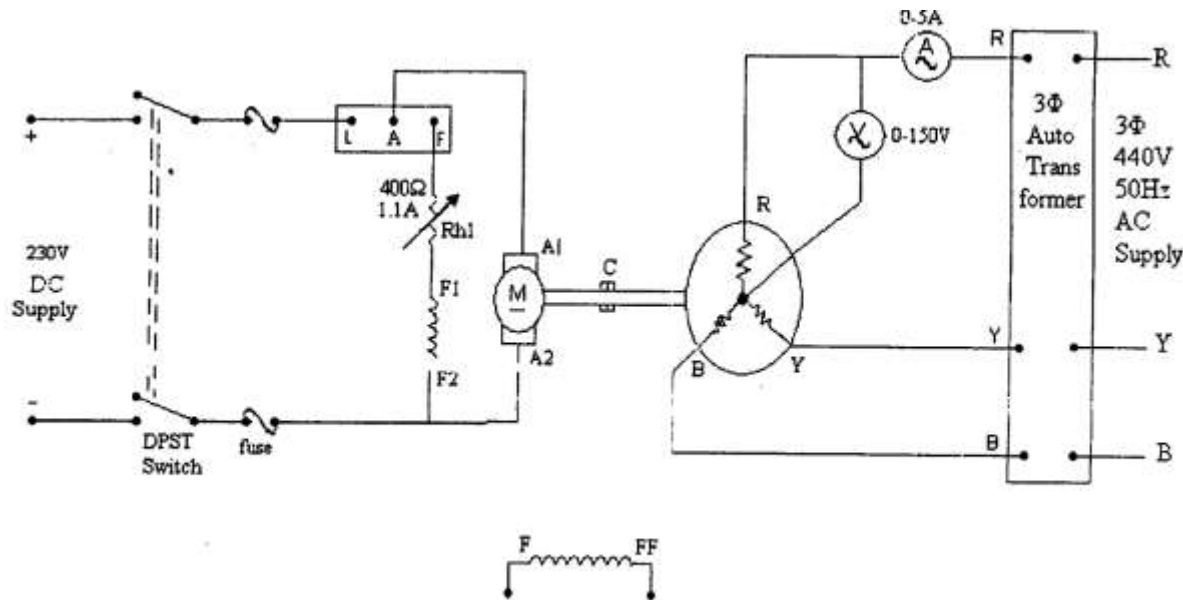 0-5A
A
R
R
+
L A F
3Φ
Auto
Trans
former
3Φ
440V
50Hz
AC
Supply
V
0-150V
400Ω
1.1A
Rh1
R
230V
DC
Supply
F1
A1
M
C
A2
F2
B
Y
Y
Y
-
DPST
Switch
fuse
B
B
F FF